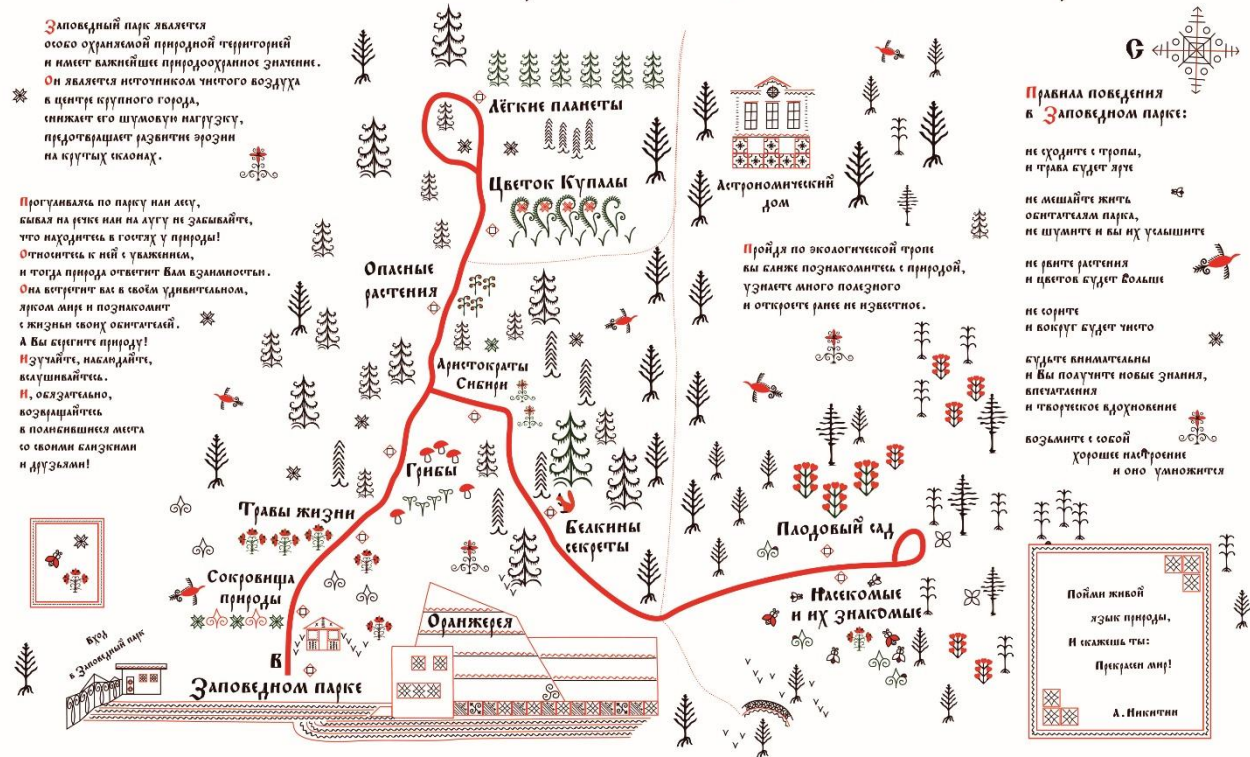 Заповедный парк является
особо охраняемой природной территорией
и имеет важнейшее природоохранное значение.
Он является источником чистого воздуха
в центре крупного города,
снижает его шумовую нагрузку,
предотвращает развитие эрозии
на крутых склонах.
Прогуливаясь по парку или лесу,
бывая на речке или на лугу не забывайте,
что находитесь в гостях у природы!
Относитесь к ней с уважением,
и тогда природа ответит Вам взаимностью.
Она встретит вас в своём удивительном,
ярком мире и познакомит
с жизнью своих обитателей.
А Вы берегите природу!
Изучайте, наблюдайте,
вслушивайтесь.
И, обязательно,
возвращайтесь
в полюбившиеся места
со своими близкими
и друзьями!
Лёгкие планеты
Цветок Купалы
Опасные
растения
Аристократы
Сибири
Грибы
Травы жизни
Белкины
секреты
Сокровища
природы
Оранжерея
Вход
в Заповедный парк
В
Заповедном парке
Астрономический
дом
Пройдя по экологической тропе
вы ближе познакомитесь с природой,
узнаете много полезного
и откроете ранее не известное.
Плодовый сад
Насекомые
и их знакомые
С
Правила поведения
в Заповедном парке:
не сходите с тропы,
и трава будет ярче
не мешайте жить
обитателям парка,
не шумите и вы их услышите
не рвите растения
и цветов будет больше
не сорите
и вокруг будет чисто
будьте внимательны
и Вы получите новые знания,
впечатления
и творческое вдохновение
возьмите с собой
хорошее настроение
и оно умножится
Пойми живой
язык природы,
И скажешь ты:
Прекрасен мир!
А.Никитин